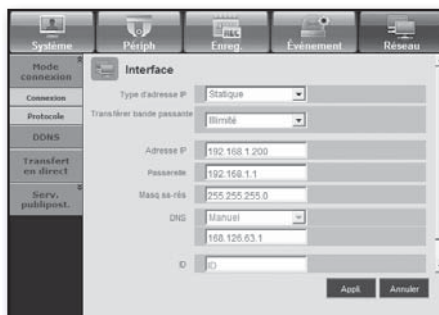 REC
Système Périph Enreg. Evénement Réseau
Mode
connexion
Connexion
Protocole
DDNS
Transfert
en direct
Serv.
publipost.
Interface
Type d'adresse IP Statique
Transférer bande passante Illimité
Adresse IP 192.168.1.200
Passerelle 192.168.1.1
Masq ss-rés 255.255.255.0
DNS Manuel
168.126.63.1
ID ID
Appl. Annuler